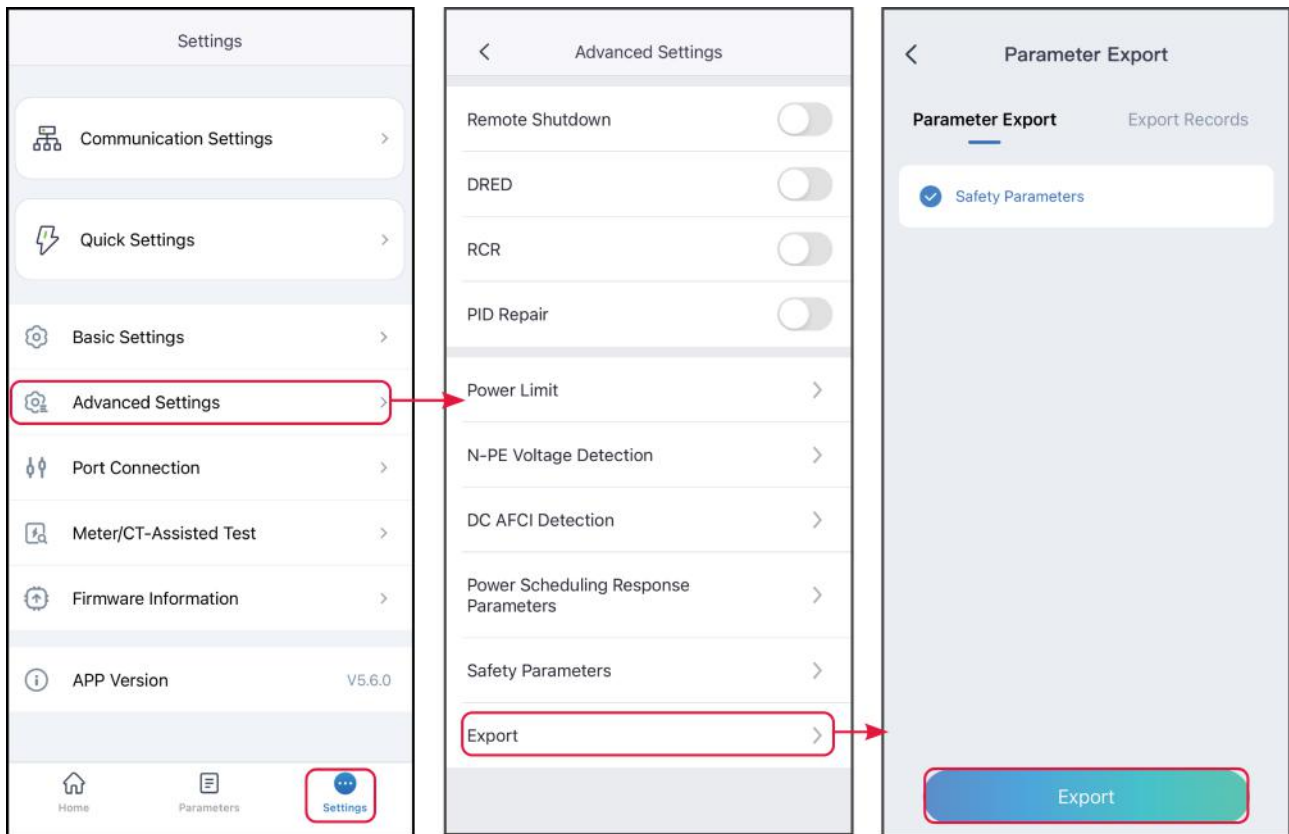 Settings
Communication Settings
Quick Settings
Basic Settings
Advanced Settings
Port Connection
Meter/CT-Assisted Test
Firmware Information
APP Version V5.6.0
Home Parameters Settings
Advanced Settings
Remote Shutdown
DRED
RCR
PID Repair
Power Limit
N-PE Voltage Detection
DC AFCI Detection
Power Scheduling Response
Parameters
Safety Parameters
Export
Parameter Export
Parameter Export Export Records
Safety Parameters
Export